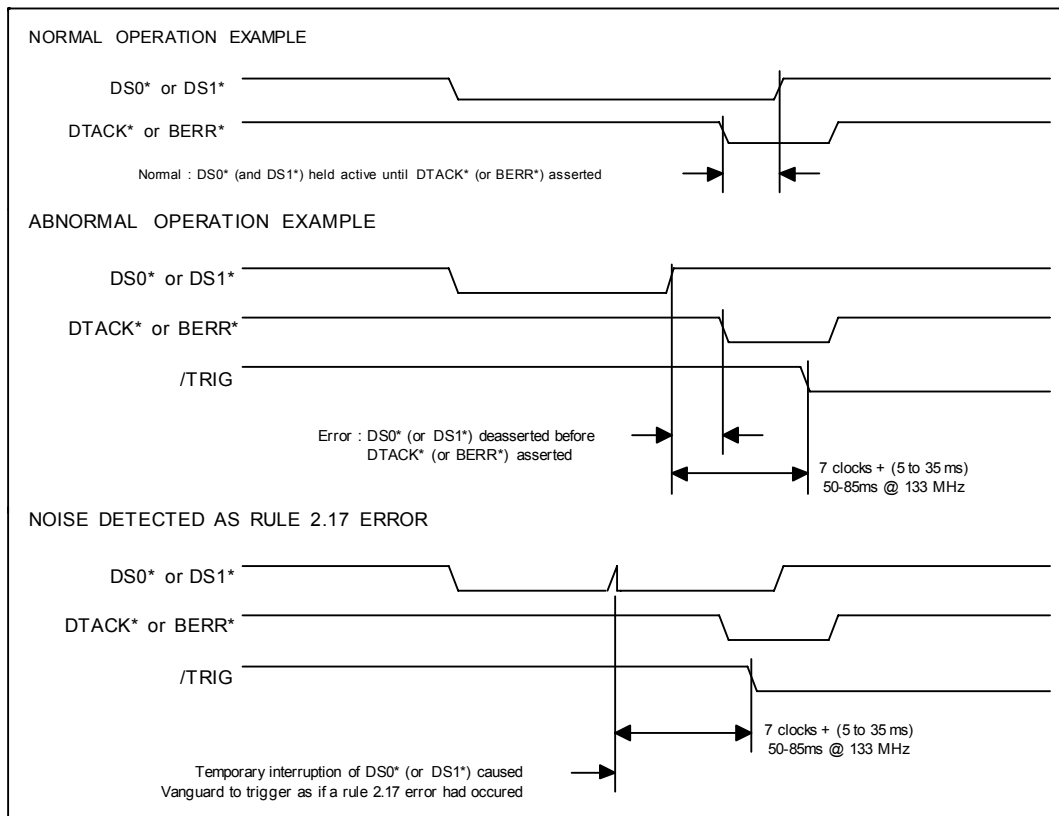 NORMAL OPERATION EXAMPLE
DS0* or DS1*
DTACK* or BERR*
Normal : DS0* (and DS1*) held active until DTACK* (or BERR*) asserted
ABNORMAL OPERATION EXAMPLE
DS0* or DS1*
DTACK* or BERR*
/TRIG
Error : DS0* (or DS1*) deasserted before
DTACK* (or BERR*) asserted
7 clocks + (5 to 35 ms)
50-85ms @ 133 MHz
NOISE DETECTED AS RULE 2.17 ERROR
DS0* or DS1*
DTACK* or BERR*
/TRIG
7 clocks + (5 to 35 ms)
50-85ms @ 133 MHz
Temporary interruption of DS0* (or DS1*) caused
Vanguard to trigger as if a rule 2.17 error had occured